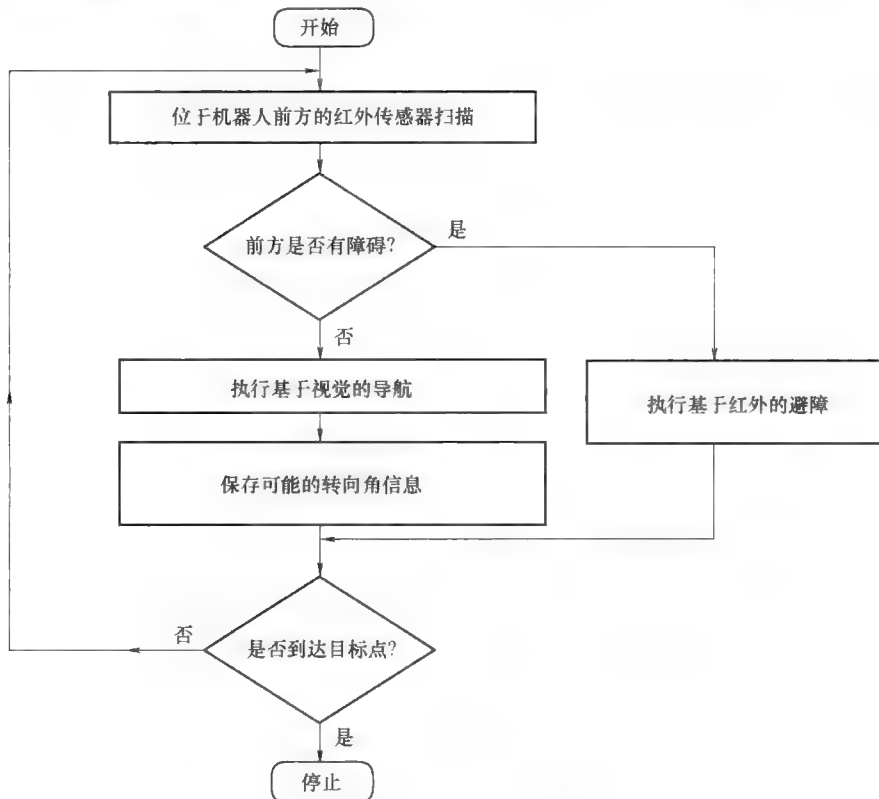 开始
位于机器人前方的红外传感器扫描
前方是否有障碍?
是
否
执行基于视觉的导航
执行基于红外的避障
保存可能的转向角信息
否
是否到达目标点?
是
停止